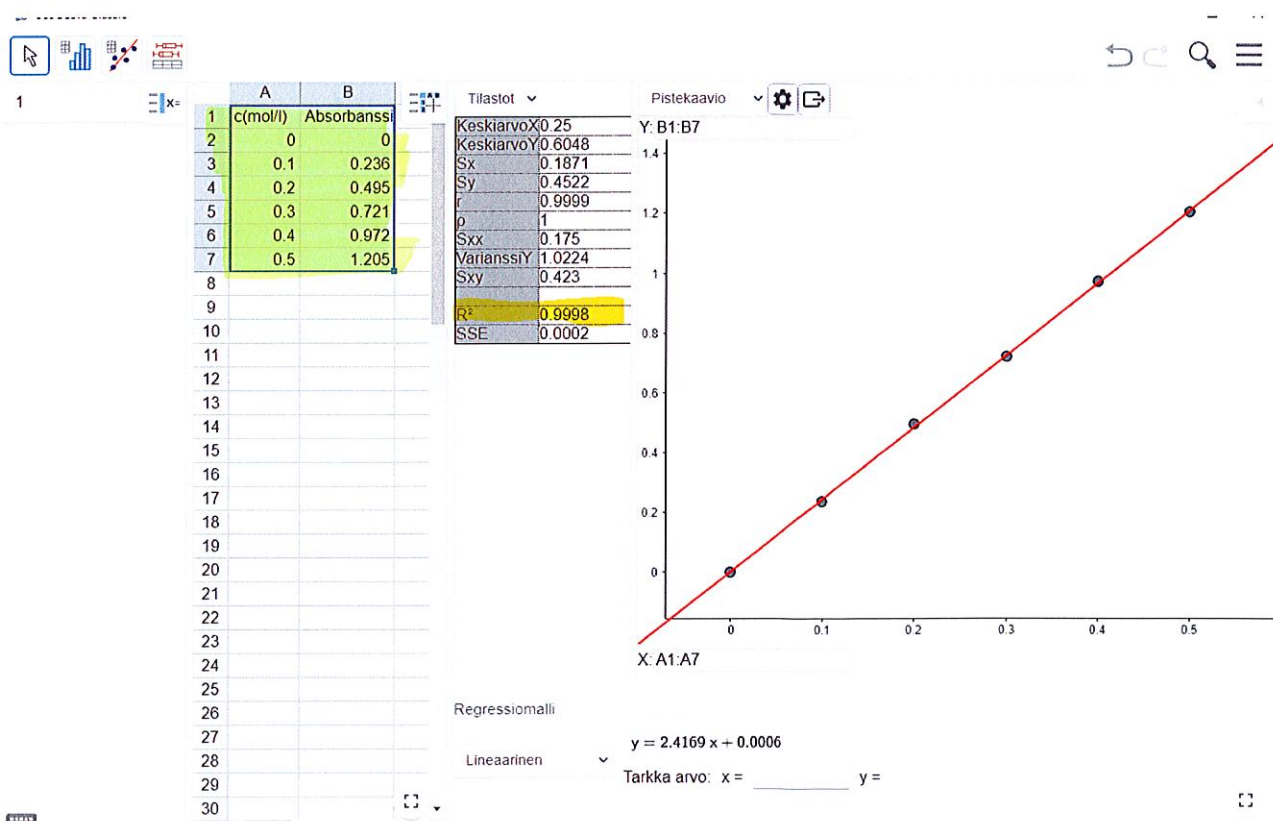 1
X=
A B
1 c(mol/l) Absorbanssi
2 0 0
3 0.1 0.236
4 0.2 0.495
5 0.3 0.721
6 0.4 0.972
7 0.5 1.205
8
9
10
11
12
13
14
15
16
17
18
19
20
21
22
23
24
25
26
27
28
29
30
Tilastot
KeskiarvoX 0.25
KeskiarvoY 0.6048
Sx 0.1871
Sy 0.4522
r 0.9999
ρ 1
Sxx 0.175
VarianssiY 1.0224
Sxy 0.423
R² 0.9998
SSE 0.0002
Pistekaavio
Y: B1:B7
1.4
1.2
1
0.8
0.6
0.4
0.2
0
0 0.1 0.2 0.3 0.4 0.5
X: A1:A7
Regressiomalli
Lineaarinen
y = 2.4169 x + 0.0006
Tarkka arvo: x = y =